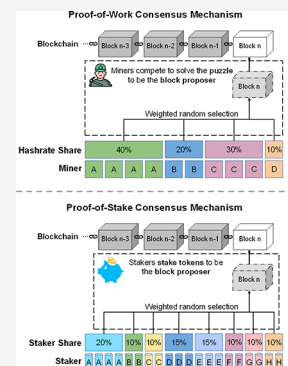 Proof-of-Work Consensus Mechanism
Blockchain ... Block n-3 Block n-2 Block n-1 Block n
Miners compete to solve the puzzle
to be the block proposer
Block n
Weighted random selection
Hashrate Share 40% 20% 30% 10%
Miner A A A A B B C C C D
Proof-of-Stake Consensus Mechanism
Blockchain ... Block n-3 Block n-2 Block n-1 Block n
Stakers stake tokens to be
the block proposer
Block n
Weighted random selection
Staker Share 20% 10% 10% 15% 15% 10% 10% 10%
Staker A A A A B B C C D D D E E E F F G G H H